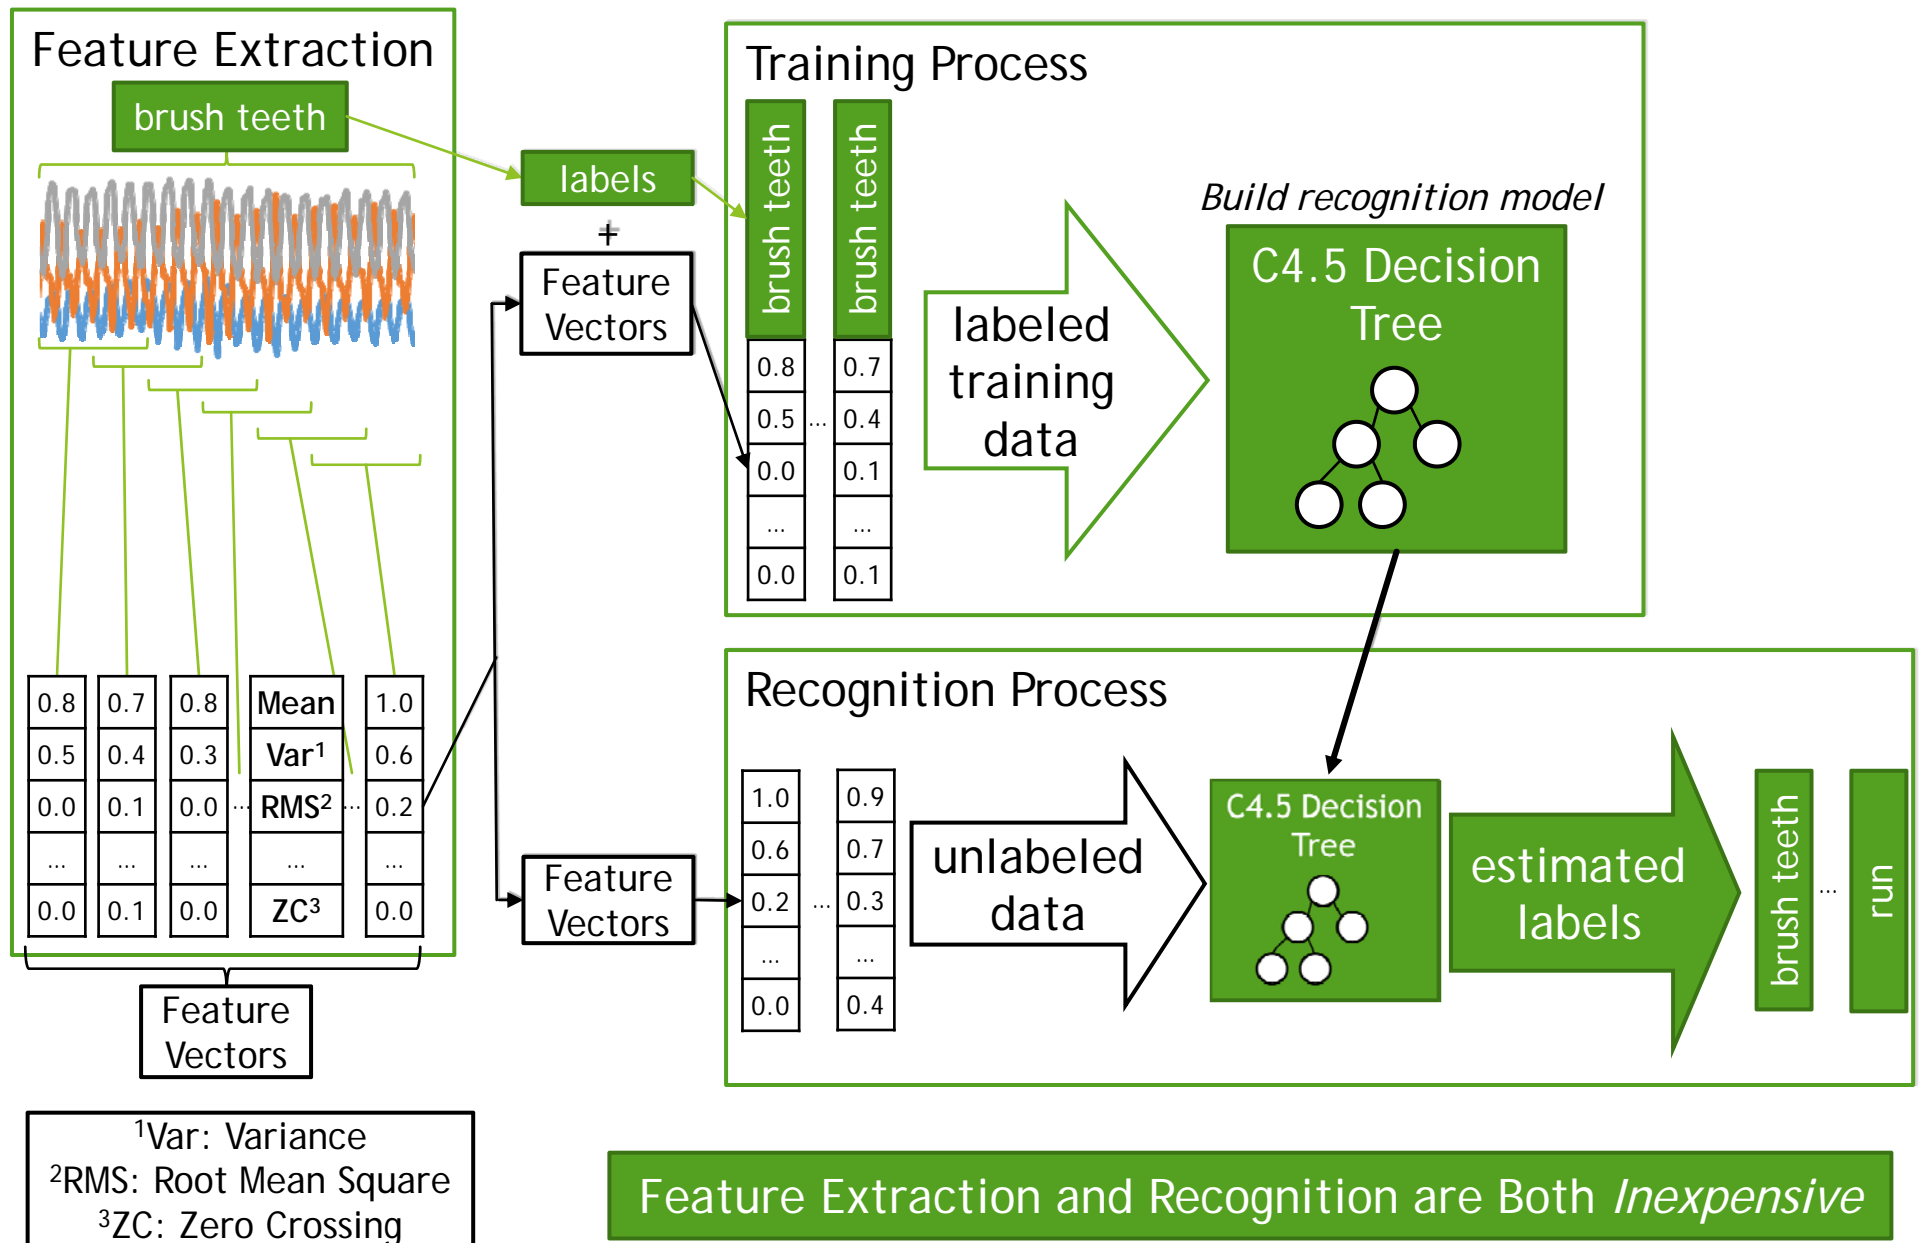 Feature Extraction
brush teeth
0.8 0.7 0.8 Mean 1.0
0.5 0.4 0.3 Var¹ 0.6
0.0 0.1 0.0 ... RMS² ... 0.2
... ... ... ... ...
0.0 0.1 0.0 ZC³ 0.0
Feature
Vectors
¹Var: Variance
²RMS: Root Mean Square
³ZC: Zero Crossing
labels
+
Feature
Vectors
Feature
Vectors
Training Process
brush teeth
brush teeth
0.8 0.7
0.5 ... 0.4
0.0 0.1
... ...
0.0 0.1
labeled
training
data
Build recognition model
C4.5 Decision
Tree
Recognition Process
1.0 0.9
0.6 0.7
0.2 ... 0.3
... ...
0.0 0.4
unlabeled
data
C4.5 Decision
Tree
estimated
labels
brush teeth
...
run
Feature Extraction and Recognition are Both Inexpensive